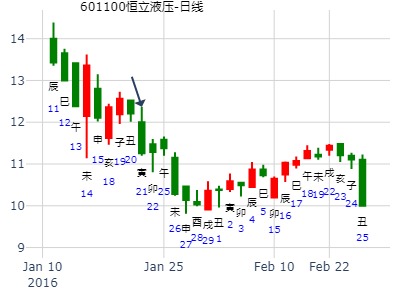 601100恒立液压-日线
14
13
12
11
10
9
辰
11
巳
12
午
13
未
14
申
15
亥
18
子
19
丑
20
寅
21
卯
22
午
25
未
26
申
27
酉
28
戌
29
丑
1
寅
2
卯
3
辰
4
巳
5
卯
15
辰
16
巳
17
午
18
未
19
戌
22
亥
23
子
24
丑
25
Jan 10
2016
Jan 25
Feb 10
Feb 22